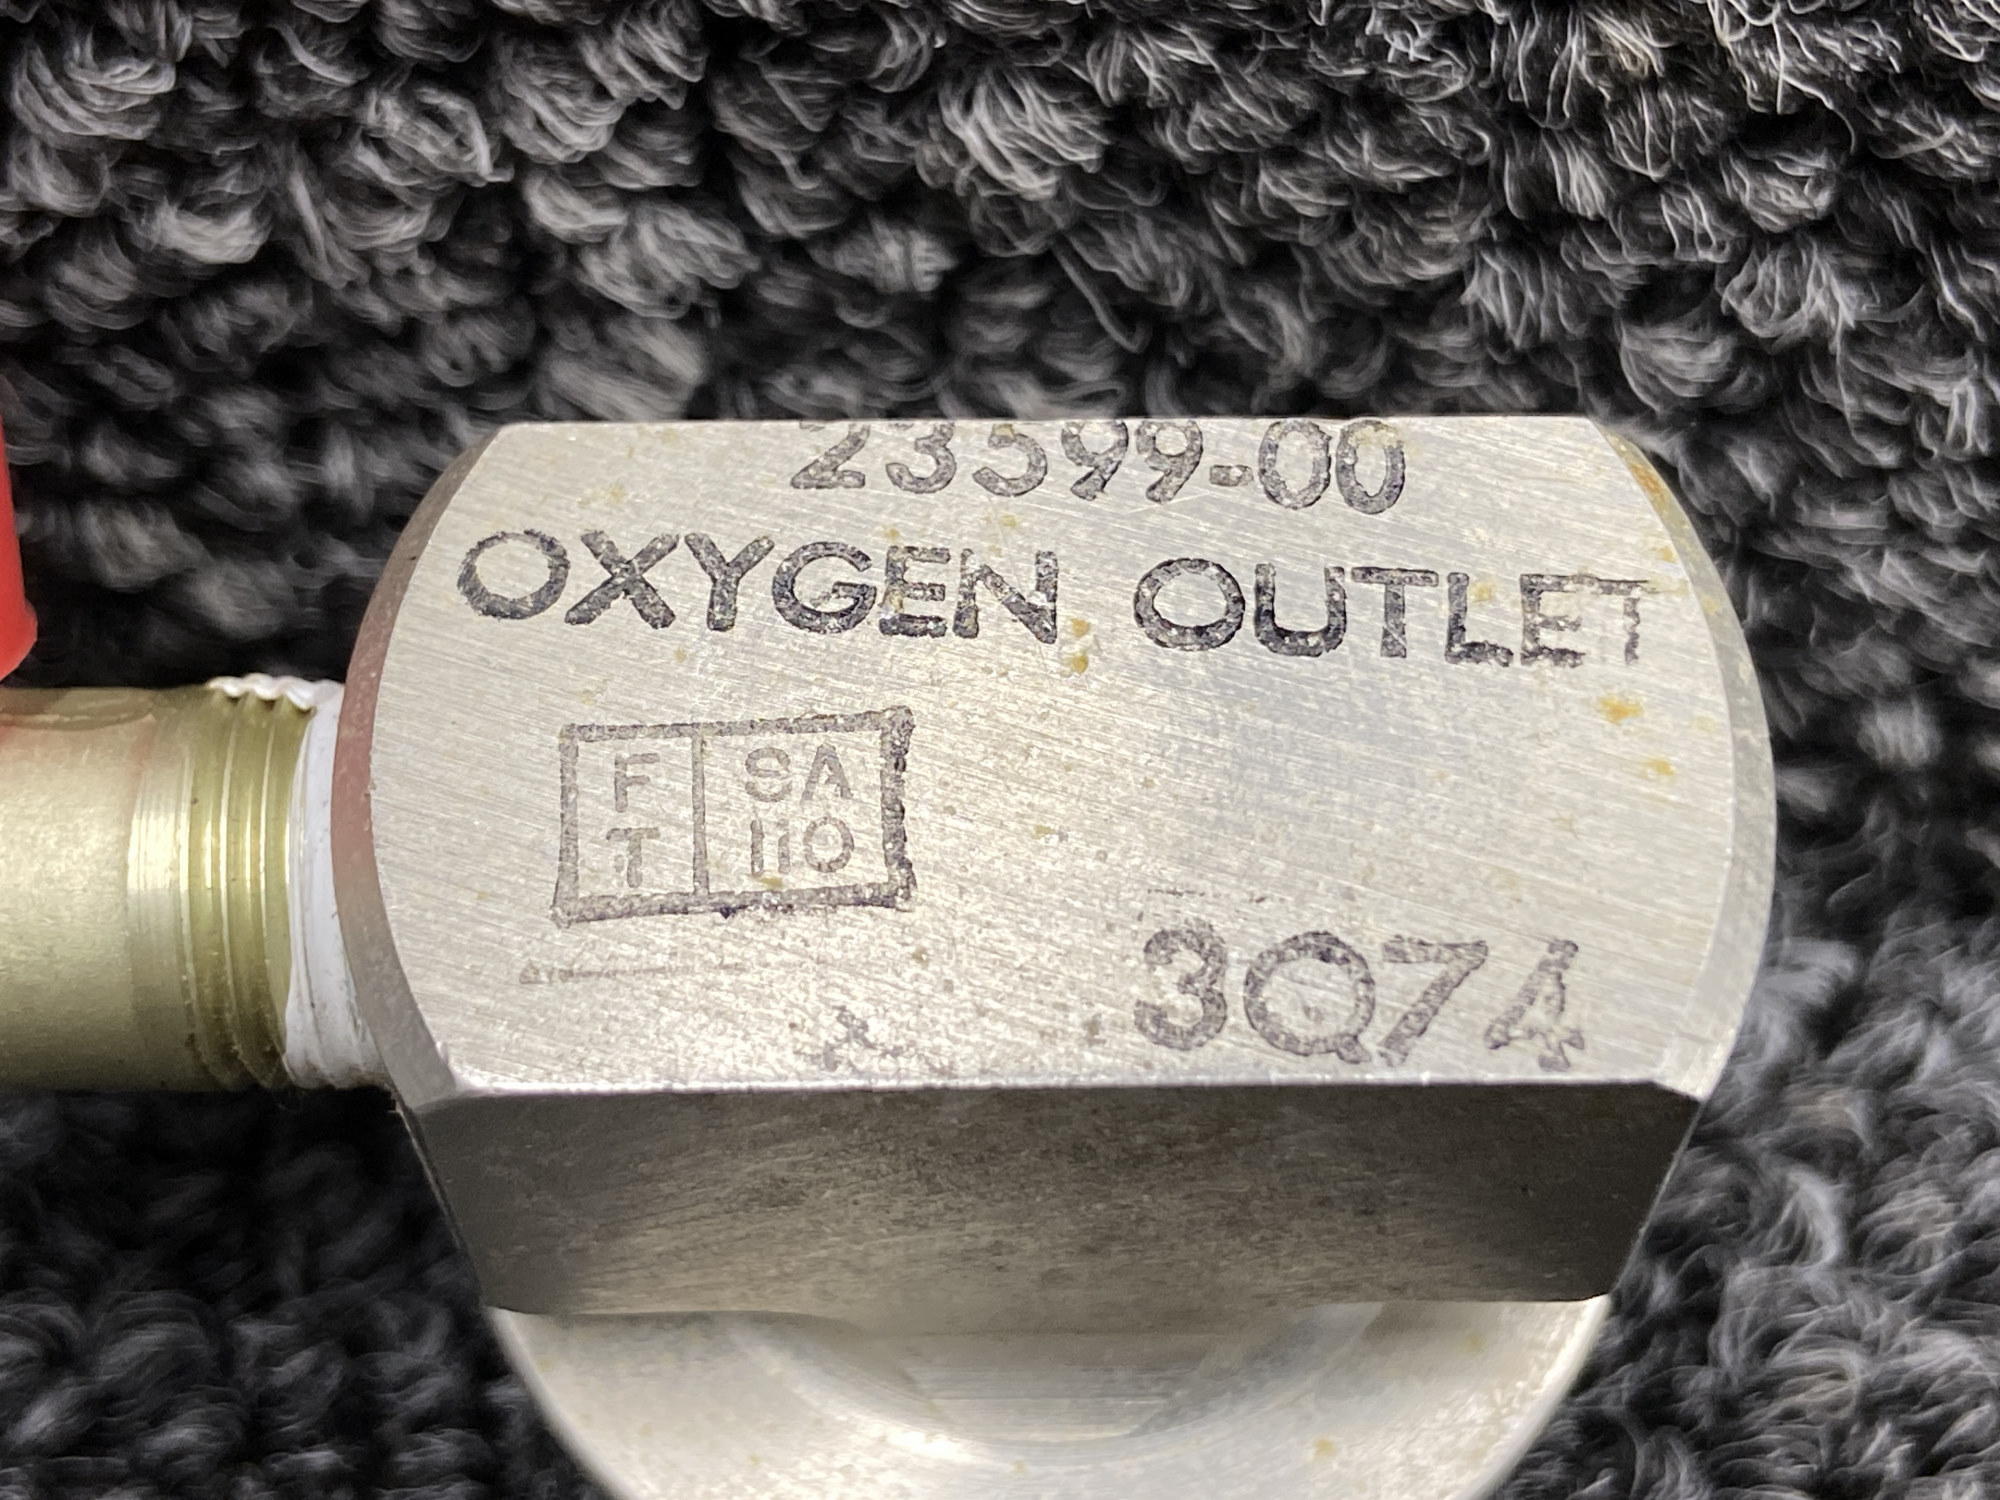 23599-00
OXYGEN OUTLET
F SA
T 110
3Q74